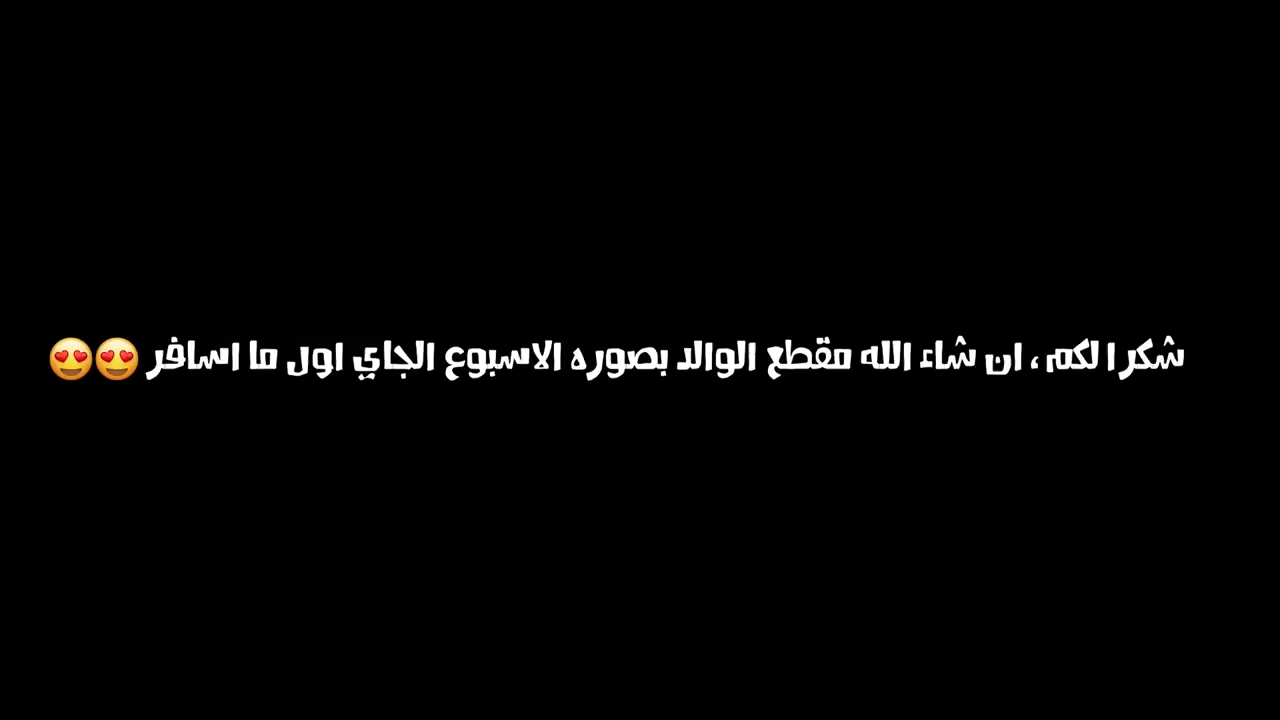 شكرا لكم ، ان شاء الله مقطع الوالد بصوره الاسبوع الجاي اول ما اسافر 😍😍